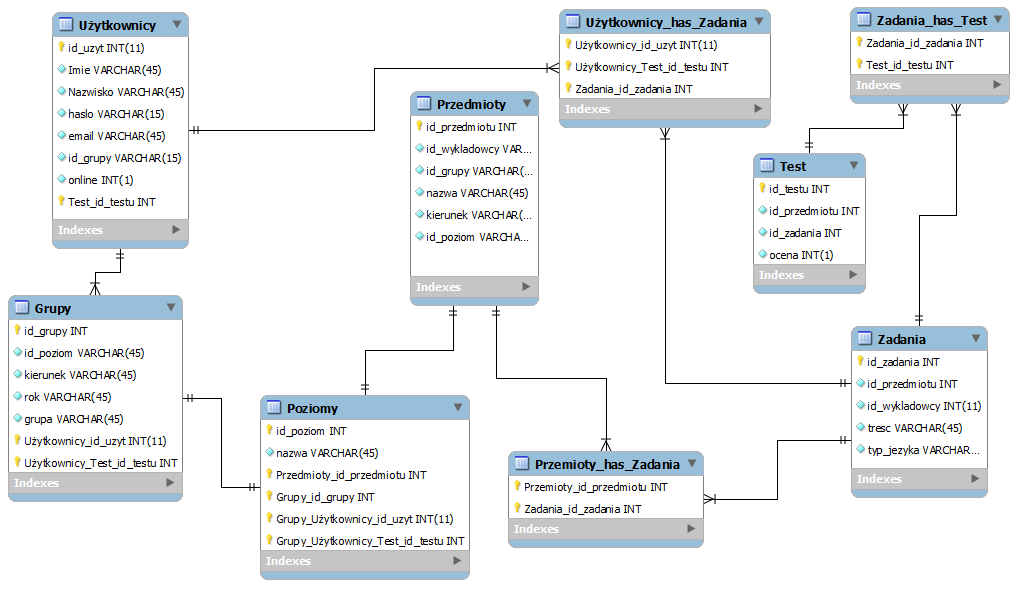 Użytkownicy
id_uzyt INT(11)
Imie VARCHAR(45)
Nazwisko VARCHAR(45)
haslo VARCHAR(15)
email VARCHAR(45)
id_grupy VARCHAR(15)
online INT(1)
Test_id_testu INT
Indexes
Użytkownicy_has_Zadania
Użytkownicy_id_uzyt INT(11)
Użytkownicy_Test_id_testu INT
Zadania_id_zadania INT
Indexes
Zadania_has_Test
Zadania_id_zadania INT
Test_id_testu INT
Indexes
Przedmioty
id_przedmiotu INT
id_wykladowcy VAR...
id_grupy VARCHAR(...
nazwa VARCHAR(45)
kierunek VARCHAR(...
id_poziom VARCHA...
Indexes
Test
id_testu INT
id_przedmiotu INT
id_zadania INT
ocena INT(1)
Indexes
Grupy
id_grupy INT
id_poziom VARCHAR(45)
kierunek VARCHAR(45)
rok VARCHAR(45)
grupa VARCHAR(45)
Użytkownicy_id_uzyt INT(11)
Użytkownicy_Test_id_testu INT
Indexes
Poziomy
id_poziom INT
nazwa VARCHAR(45)
Przedmioty_id_przedmiotu INT
Grupy_id_grupy INT
Grupy_Użytkownicy_id_uzyt INT(11)
Grupy_Użytkownicy_Test_id_testu INT
Indexes
Przemioty_has_Zadania
Przemioty_id_przedmiotu INT
Zadania_id_zadania INT
Indexes
Zadania
id_zadania INT
id_przedmiotu INT
id_wykladowcy INT(11)
tresc VARCHAR(45)
typ_jezyka VARCHAR...
Indexes